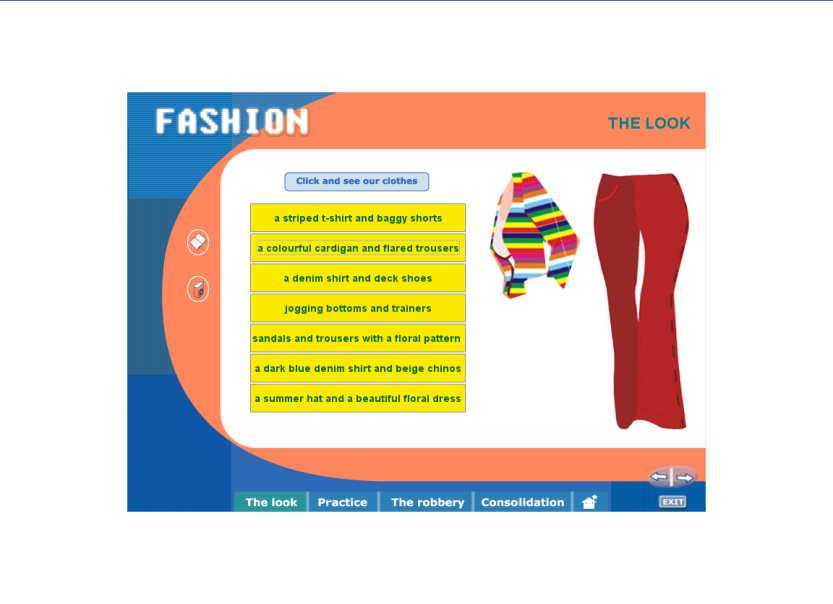 FASHION
THE LOOK
Click and see our clothes
a striped t-shirt and baggy shorts
a colourful cardigan and flared trousers
a denim shirt and deck shoes
jogging bottoms and trainers
sandals and trousers with a floral pattern
a dark blue denim shirt and beige chinos
a summer hat and a beautiful floral dress
The look
Practice
The robbery
Consolidation
EXIT